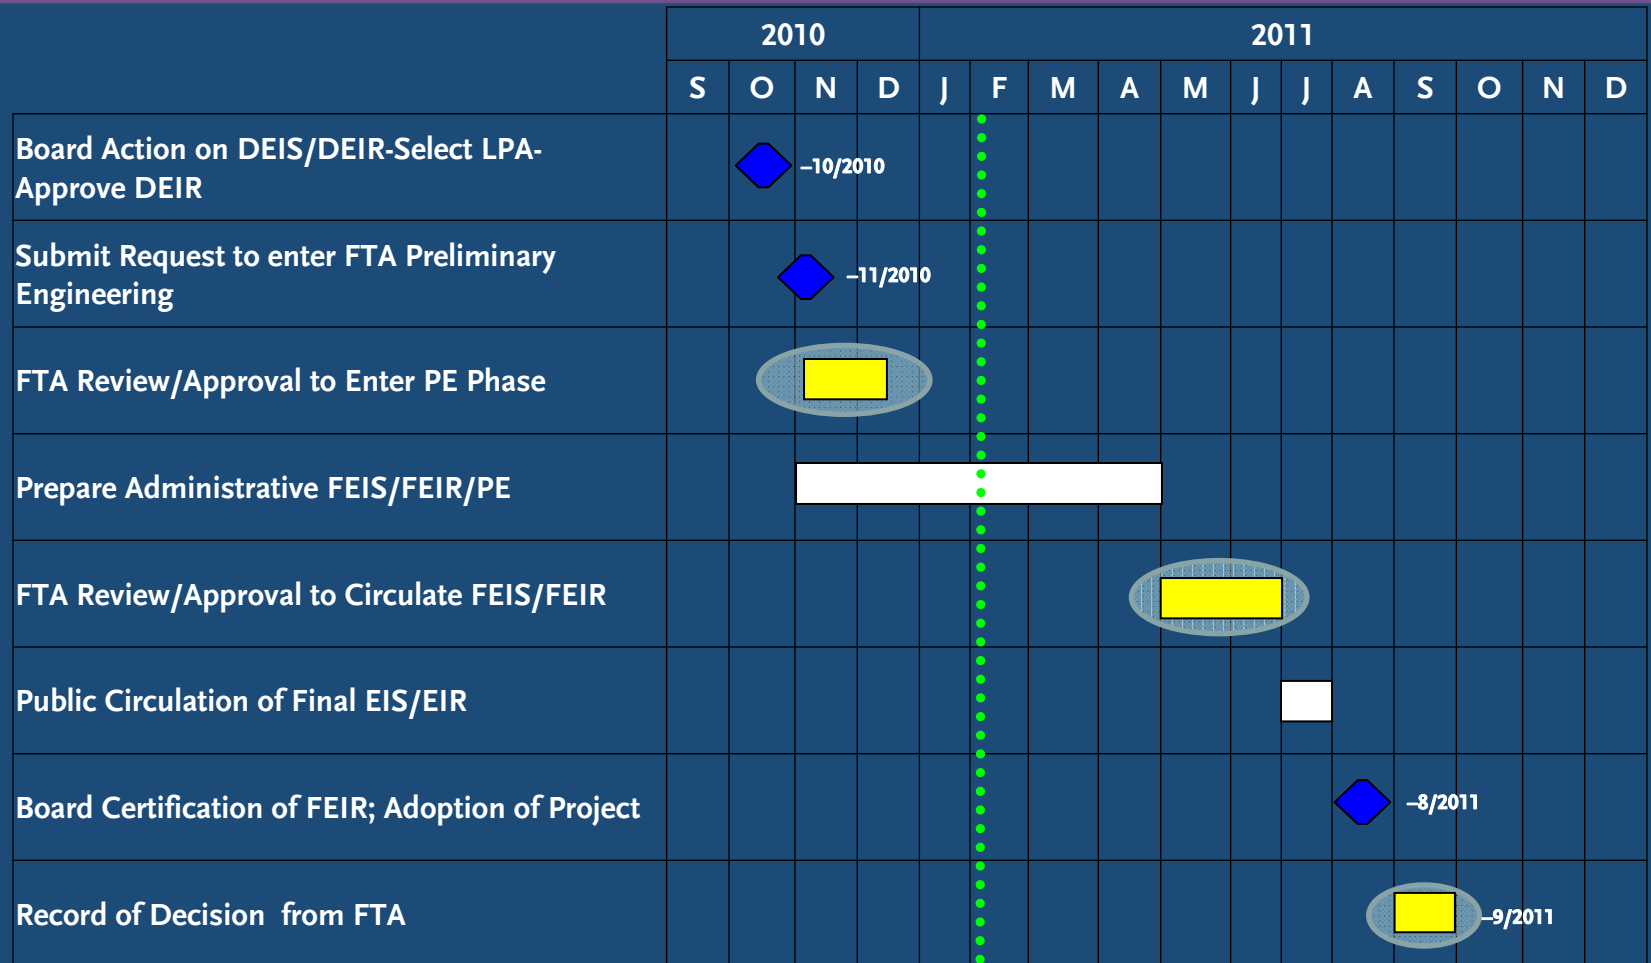 2010 2011
S O N D J F M A M J J A S O N D
Board Action on DEIS/DEIR-Select LPA-
Approve DEIR
–10/2010
Submit Request to enter FTA Preliminary
Engineering
–11/2010
FTA Review/Approval to Enter PE Phase
Prepare Administrative FEIS/FEIR/PE
FTA Review/Approval to Circulate FEIS/FEIR
Public Circulation of Final EIS/EIR
Board Certification of FEIR; Adoption of Project
–8/2011
Record of Decision from FTA
–9/2011